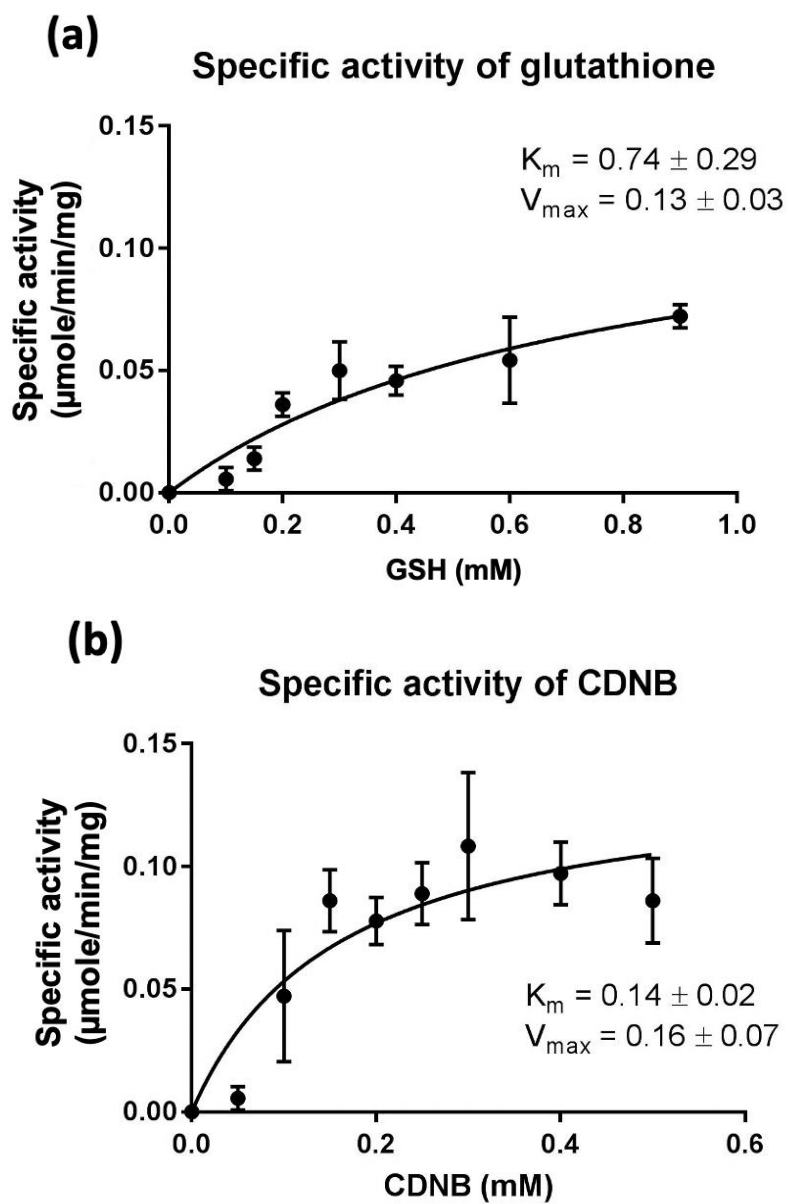 (a)
Specific activity of glutathione
Specific activity
(µmole/min/mg)
0.15
0.10
0.05
0.00
Km = 0.74 ± 0.29
Vmax = 0.13 ± 0.03
0.0 0.2 0.4 0.6 0.8 1.0
GSH (mM)
(b)
Specific activity of CDNB
Specific activity
(µmole/min/mg)
0.15
0.10
0.05
0.00
Km = 0.14 ± 0.02
Vmax = 0.16 ± 0.07
0.0 0.2 0.4 0.6
CDNB (mM)